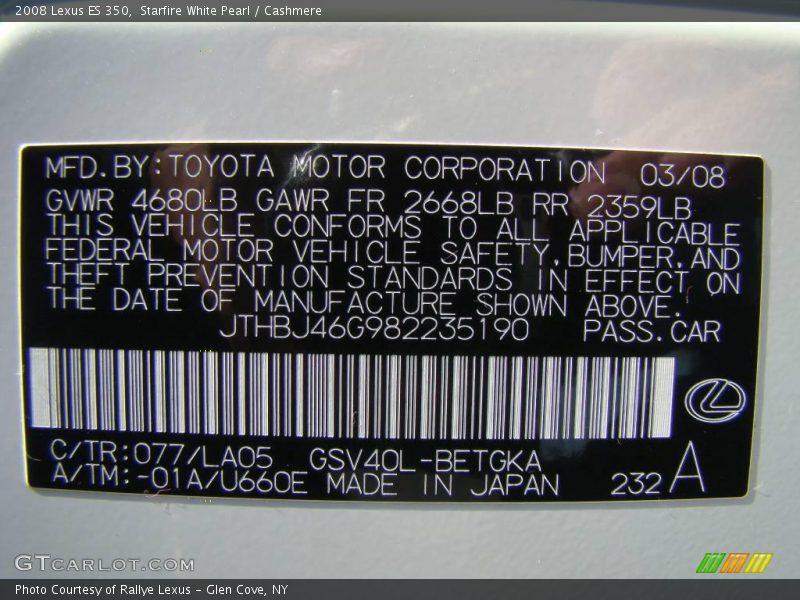 2008 Lexus ES 350,  Starfire White Pearl / Cashmere
MFD.BY:TOYOTA MOTOR CORPORATION 03/08
GVWR 4680LB GAWR FR 2668LB RR 2359LB
THIS VEHICLE CONFORMS TO ALL APPLICABLE
FEDERAL MOTOR VEHICLE SAFETY,BUMPER,AND
THEFT PREVENTION STANDARDS IN EFFECT ON
THE DATE OF MANUFACTURE SHOWN ABOVE.
JTHBJ46G982235190 PASS.CAR
C/TR:077/LA05 GSV40L-BETGKA
A/TM:-01A/U660E MADE IN JAPAN 232 A
GTCARLOT.COM
Photo Courtesy of Rallye Lexus - Glen Cove, NY